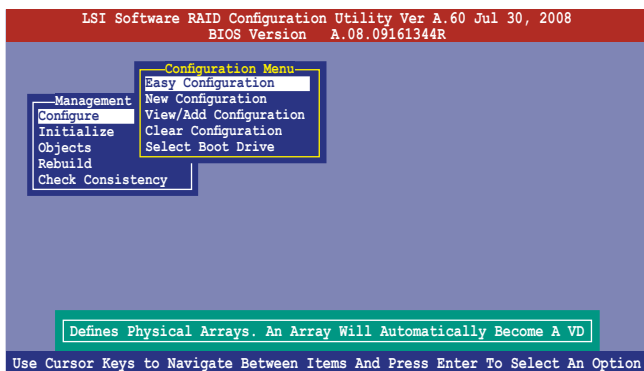 LSI Software RAID Configuration Utility Ver A.60 Jul 30, 2008
BIOS Version A.08.09161344R
Management
Configure
Initialize
Objects
Rebuild
Check Consistency
Configuration Menu
Easy Configuration
New Configuration
View/Add Configuration
Clear Configuration
Select Boot Drive
Defines Physical Arrays. An Array Will Automatically Become A VD
Use Cursor Keys to Navigate Between Items And Press Enter To Select An Option